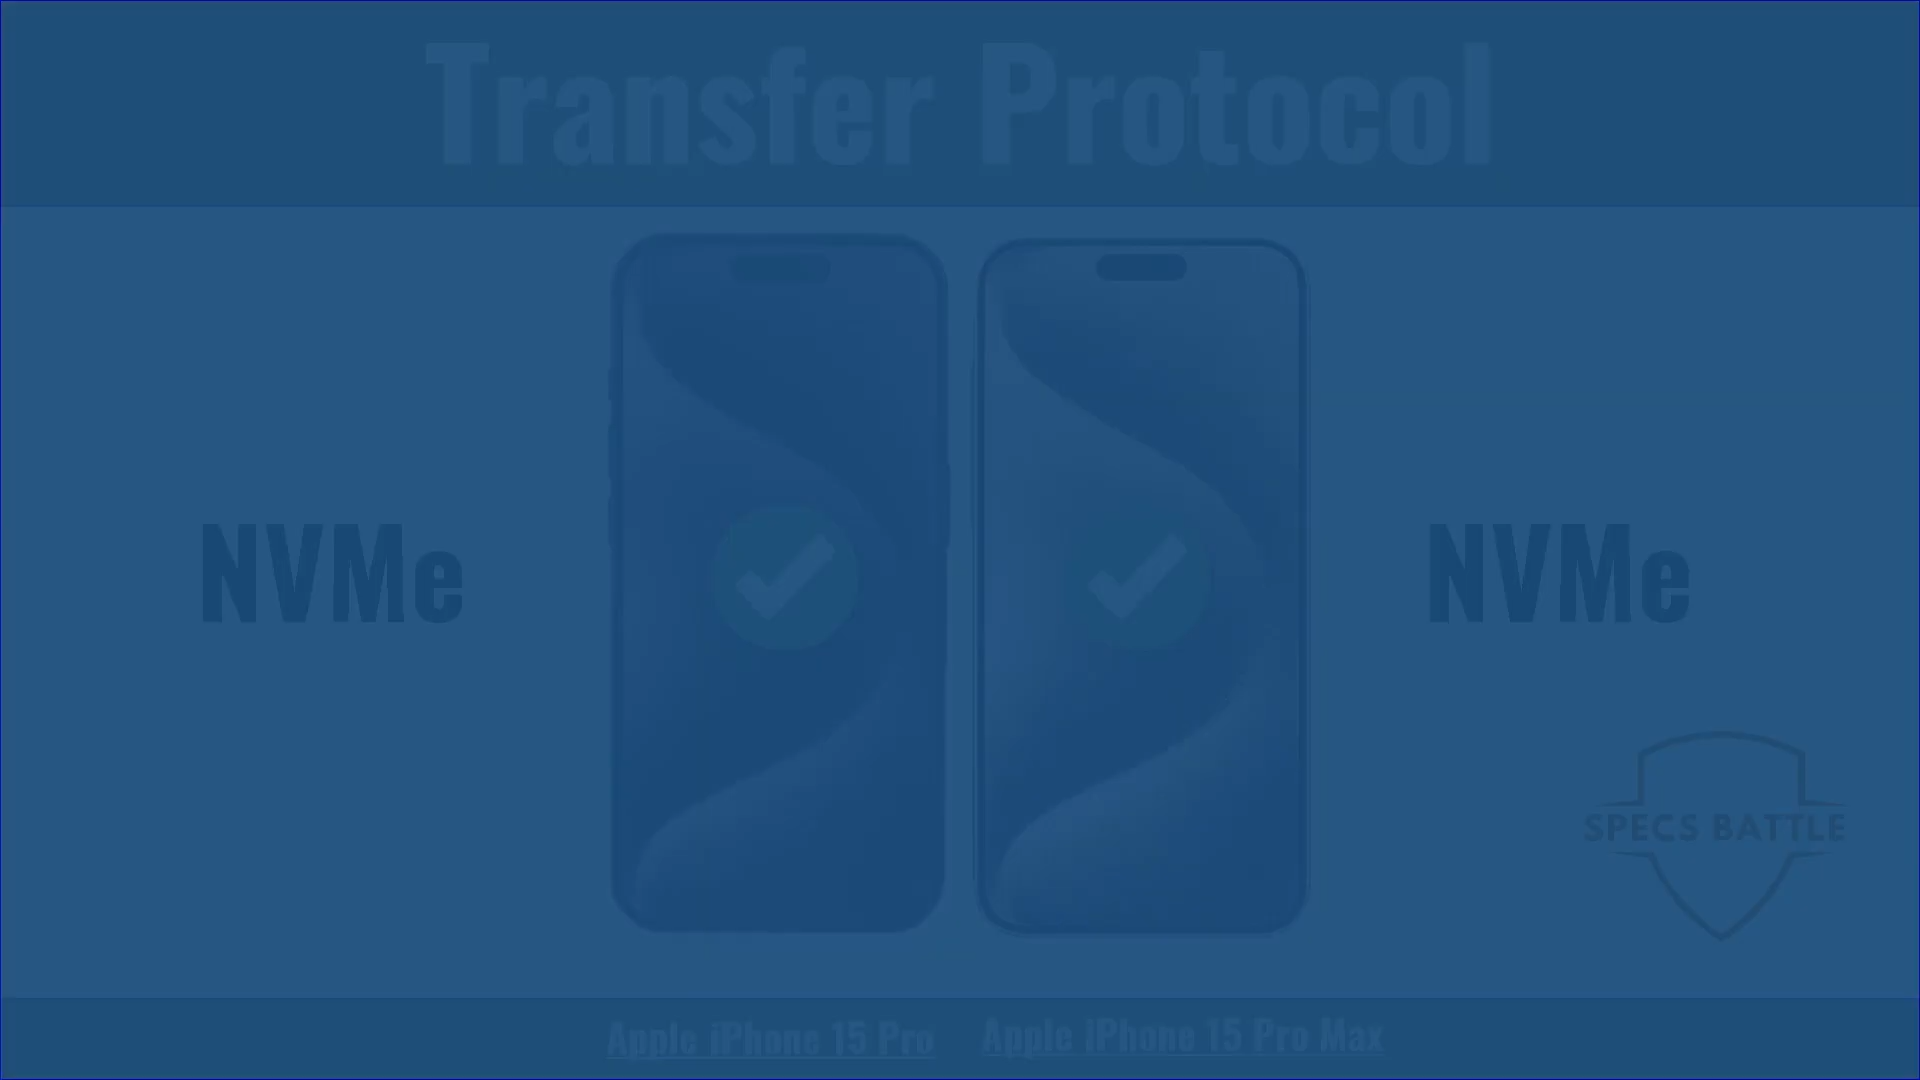 Transfer Protocol
NVMe
NVMe
SPECS BATTLE
Apple iPhone 15 Pro
Apple iPhone 15 Pro Max